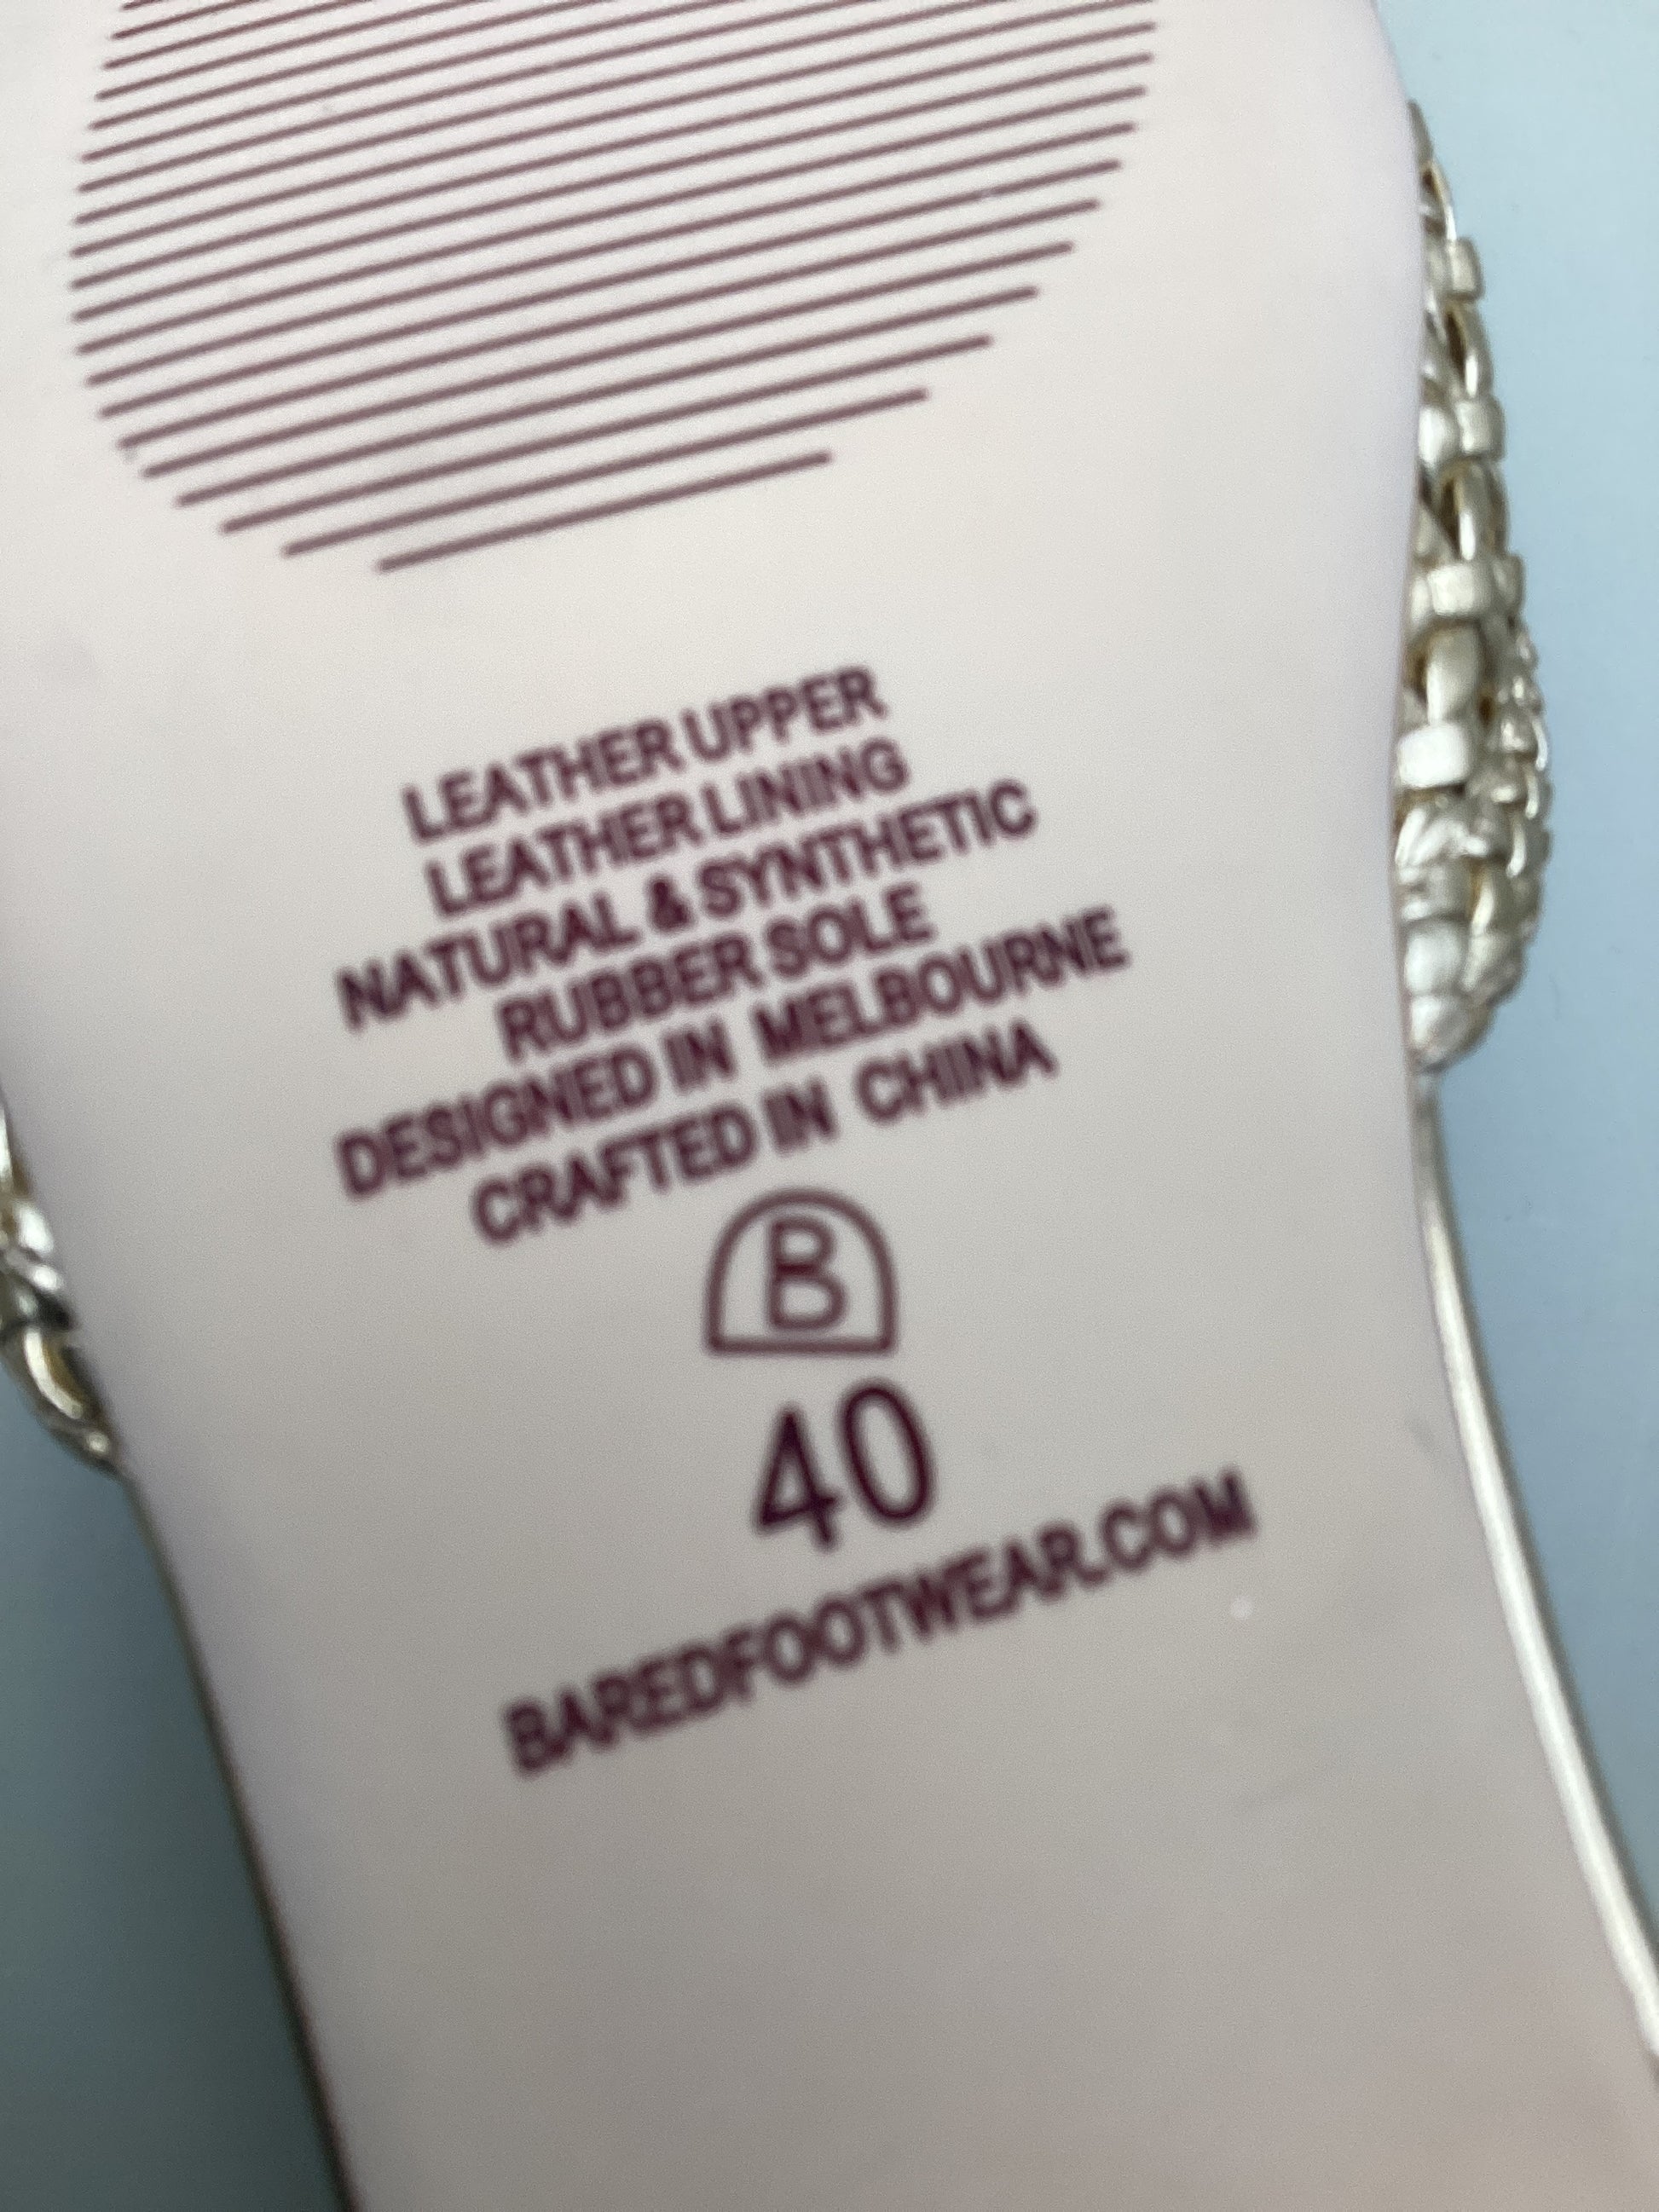 LEATHER UPPER
LEATHER LINING
NATURAL & SYNTHETIC
RUBBER SOLE
DESIGNED IN MELBOURNE
CRAFTED IN CHINA
B
40
BAREDFOOTWEAR.COM